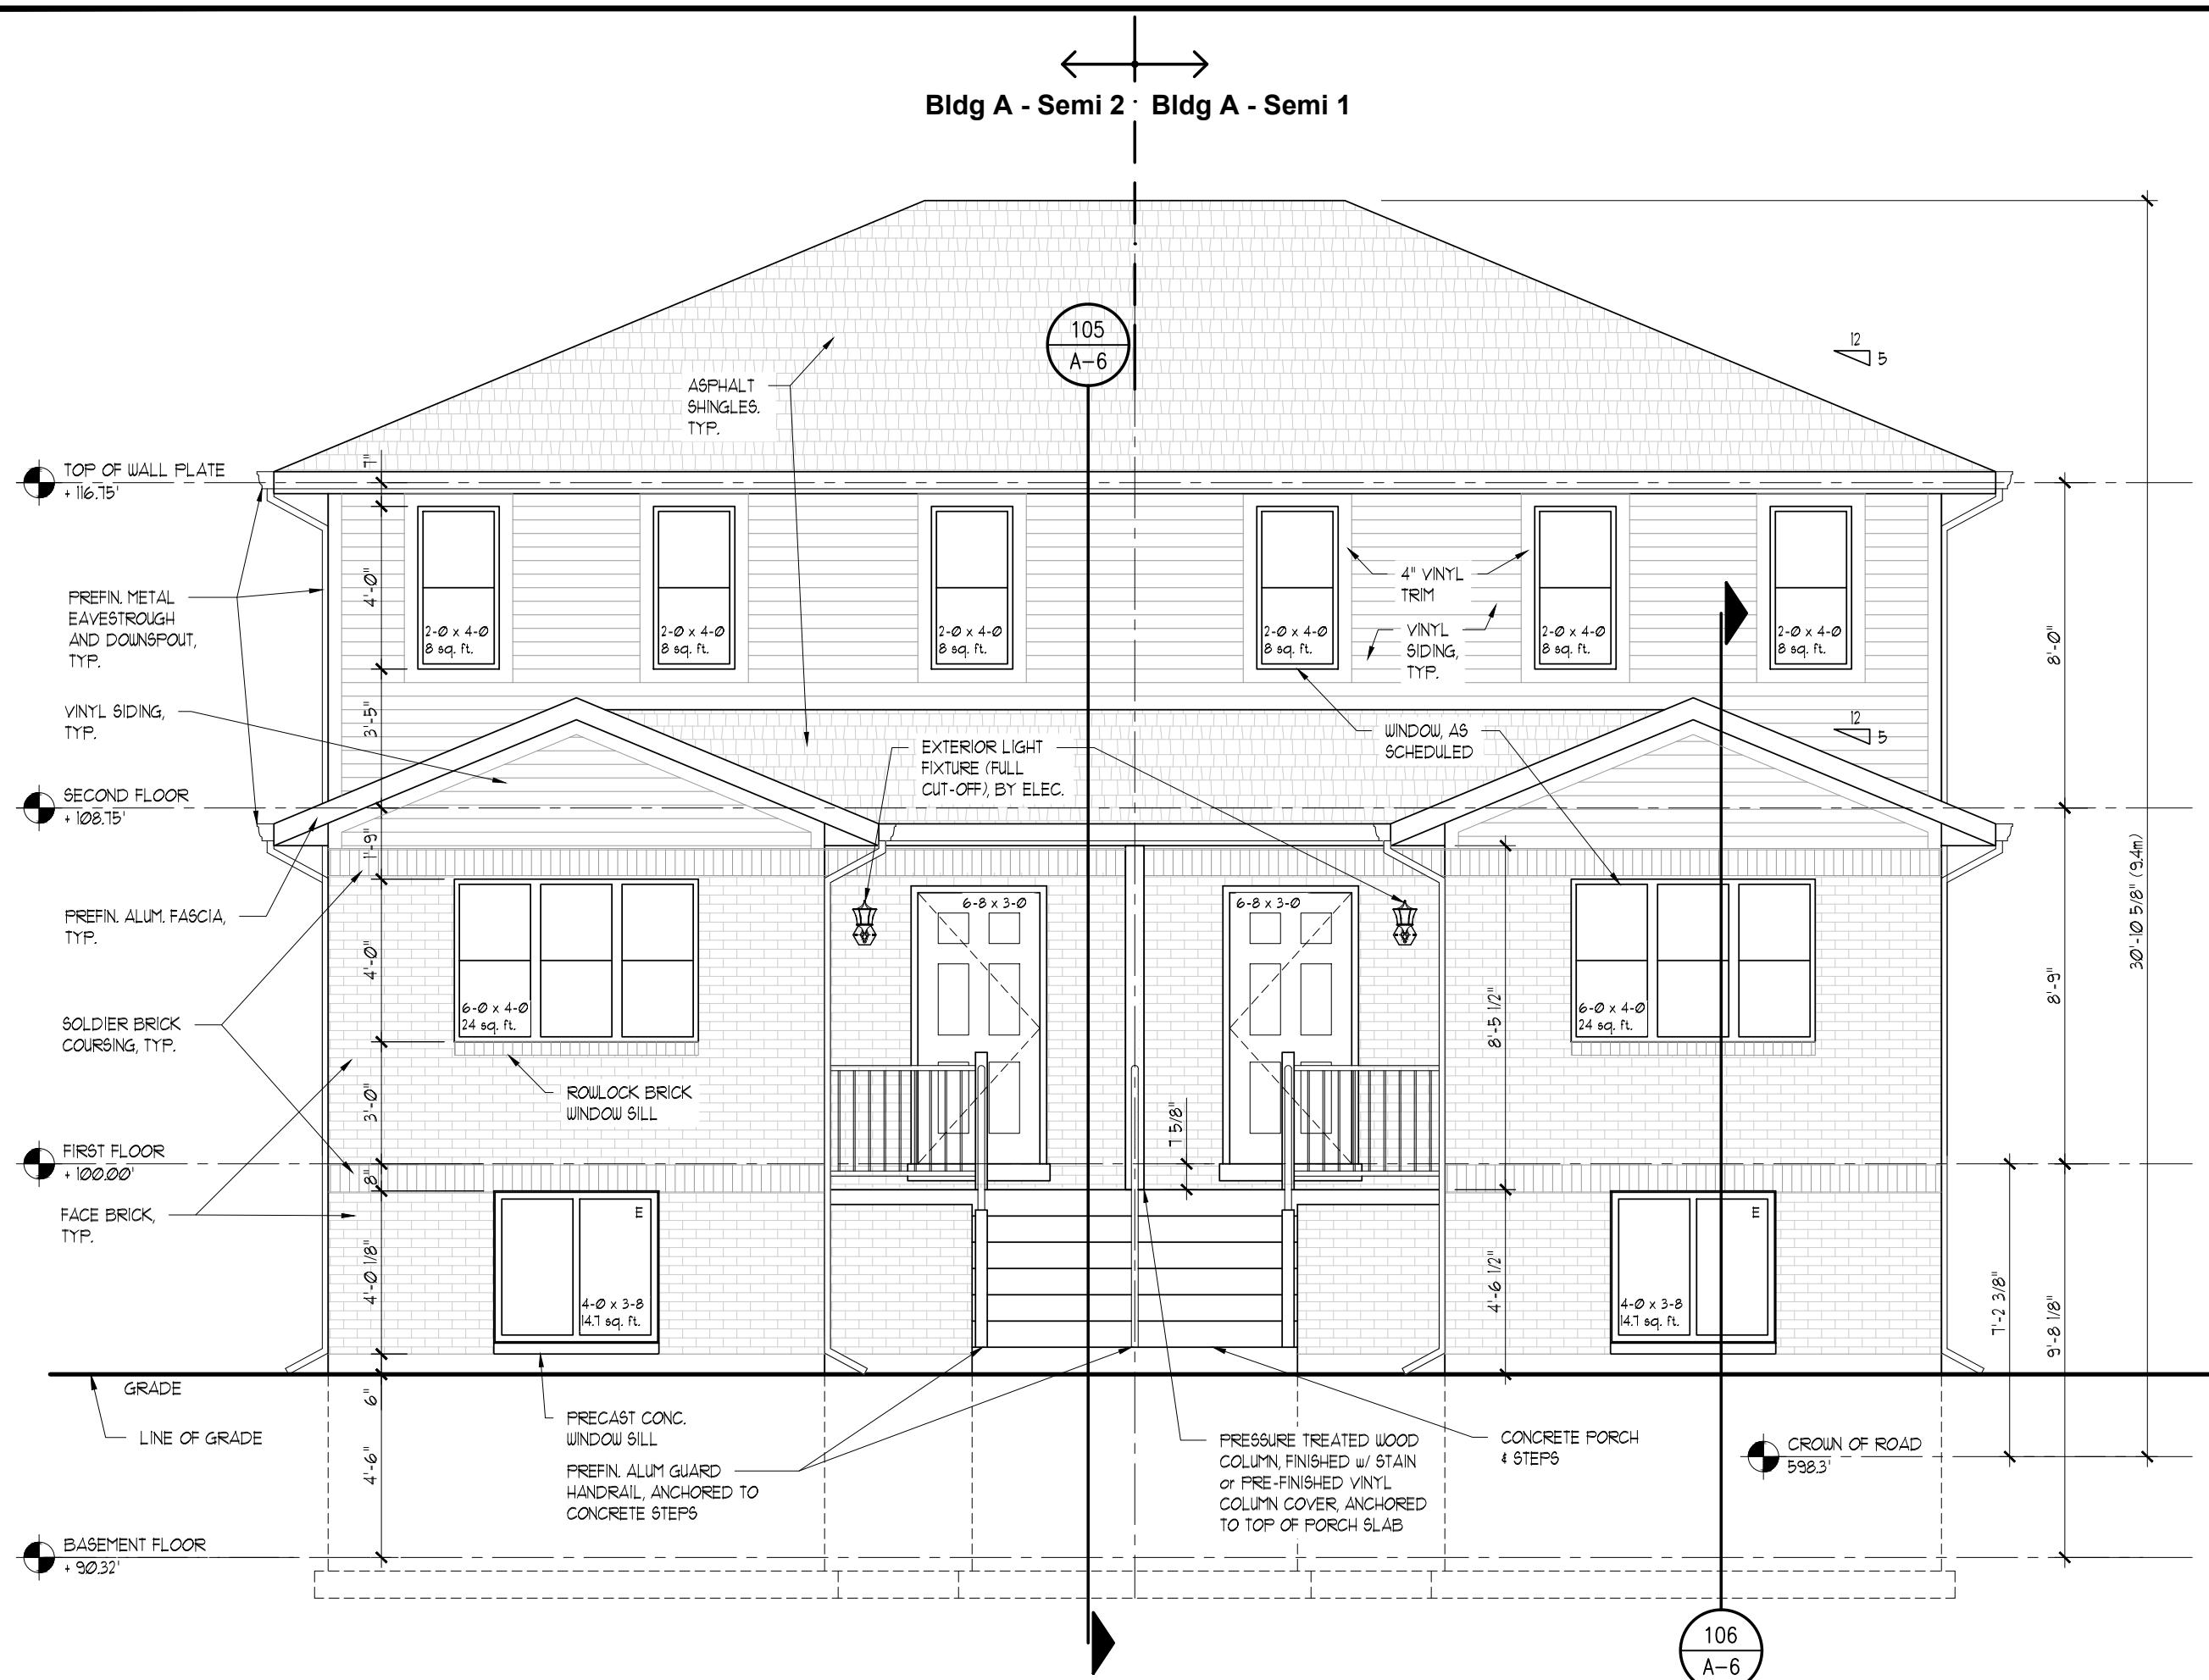 Bldg A - Semi 2
Bldg A - Semi 1
105
A-6
12
5
ASPHALT
SHINGLES.
TYP.
TOP OF WALL PLATE
+ 116.75'
7"
PREFIN. METAL
EAVESTROUGH
AND DOWNSPOUT,
TYP.
4'-0"
2-0 x 4-0
8 sq. ft.
2-0 x 4-0
8 sq. ft.
2-0 x 4-0
8 sq. ft.
2-0 x 4-0
8 sq. ft.
2-0 x 4-0
8 sq. ft.
2-0 x 4-0
8 sq. ft.
4" VINYL
TRIM
VINYL
SIDING,
TYP.
8'-0"
VINYL SIDING,
TYP.
3'-5"
EXTERIOR LIGHT
FIXTURE (FULL
CUT-OFF), BY ELEC.
WINDOW, AS
SCHEDULED
12
5
SECOND FLOOR
+ 108.75'
1'-9"
30'-10 5/8" (9.4m)
PREFIN. ALUM. FASCIA,
TYP.
6-8 x 3-0
6-8 x 3-0
4'-0"
6-0 x 4-0
24 sq. ft.
6-0 x 4-0
24 sq. ft.
8'-5 1/2"
8'-9"
SOLDIER BRICK
COURSING, TYP.
ROWLOCK BRICK
WINDOW SILL
3'-0"
7 5/8"
FIRST FLOOR
+ 100.00'
8"
FACE BRICK,
TYP.
E
E
4'-0 1/8"
4-0 x 3-8
14.7 sq. ft.
4-0 x 3-8
14.7 sq. ft.
4'-6 1/2"
7'-2 3/8"
9'-8 1/8"
GRADE
6"
LINE OF GRADE
PRECAST CONC.
WINDOW SILL
PREFIN. ALUM GUARD
HANDRAIL, ANCHORED TO
CONCRETE STEPS
PRESSURE TREATED WOOD
COLUMN, FINISHED w/ STAIN
or PRE-FINISHED VINYL
COLUMN COVER, ANCHORED
TO TOP OF PORCH SLAB
CONCRETE PORCH
& STEPS
CROWN OF ROAD
598.3'
4'-6"
BASEMENT FLOOR
+ 90.32'
106
A-6